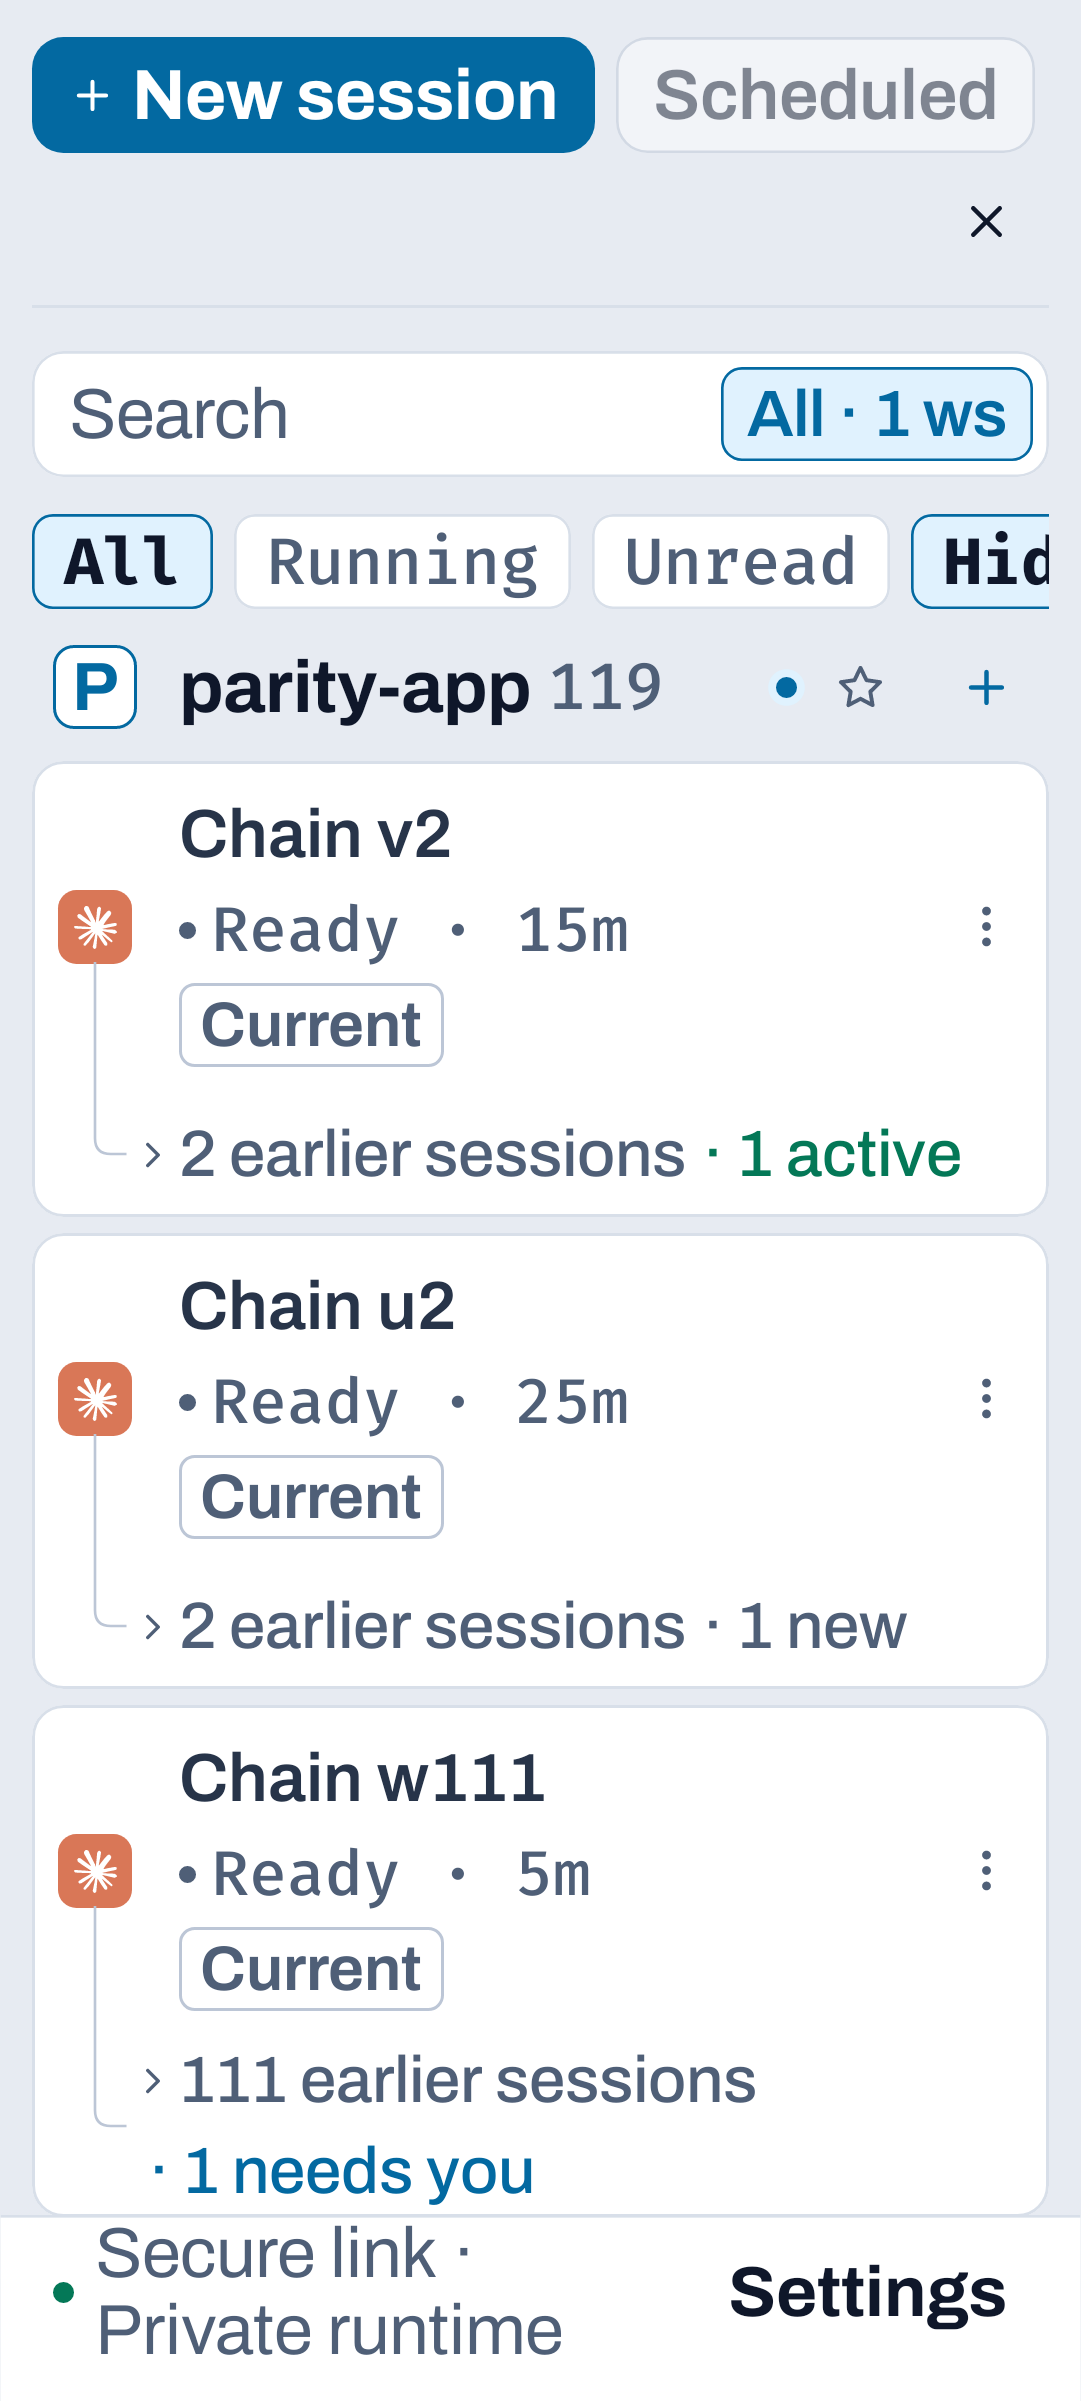 + New session
Scheduled
Search
All · 1 ws
All
Running
Unread
Hid
P
parity-app 119
Chain v2
• Ready · 15m
Current
2 earlier sessions · 1 active
Chain u2
• Ready · 25m
Current
2 earlier sessions · 1 new
Chain w111
• Ready · 5m
Current
111 earlier sessions
· 1 needs you
Secure link ·
Private runtime
Settings